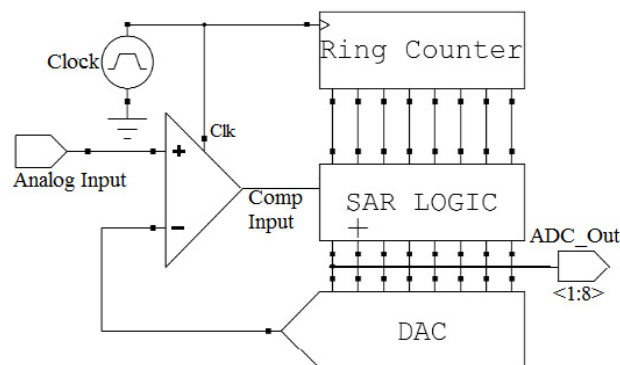 Ring Counter
Clock
Clk
+
Analog Input
Comp
Input
SAR LOGIC
-
ADC_Out
<1:8>
DAC